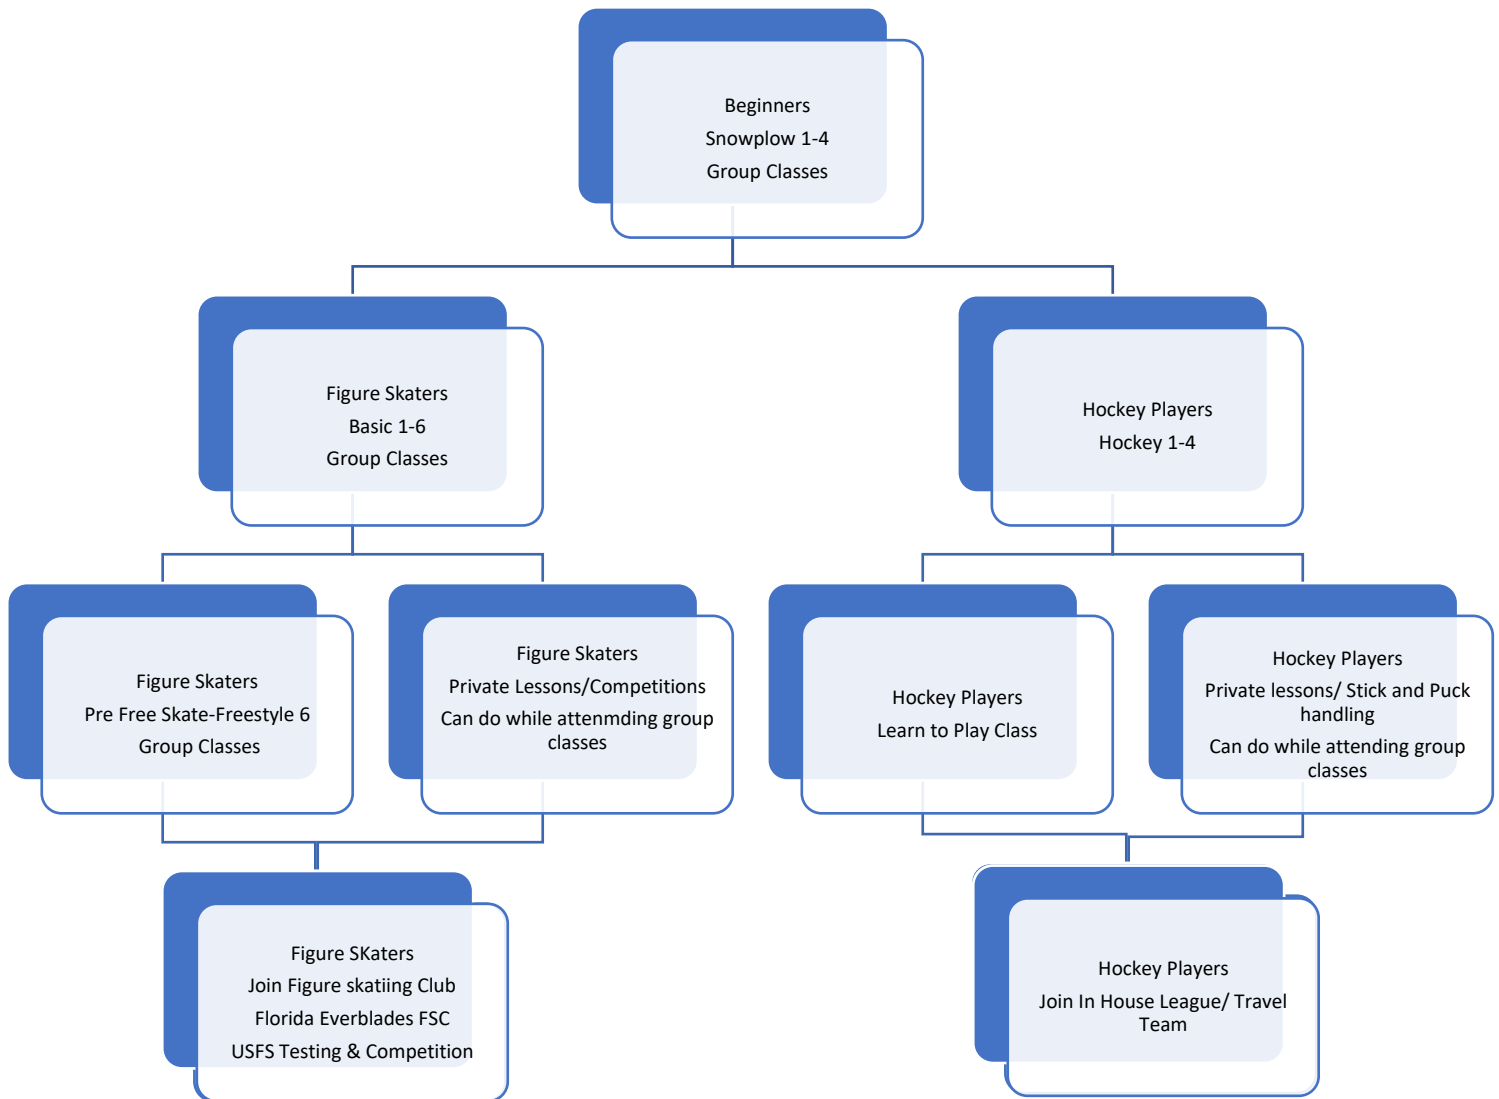 Beginners
Snowplow 1-4
Group Classes
Figure Skaters
Basic 1-6
Group Classes
Hockey Players
Hockey 1-4
Figure Skaters
Pre Free Skate-Freestyle 6
Group Classes
Figure Skaters
Private Lessons/Competitions
Can do while attenmding group
classes
Hockey Players
Learn to Play Class
Hockey Players
Private lessons/ Stick and Puck
handling
Can do while attending group
classes
Figure SKaters
Join Figure skatiing Club
Florida Everblades FSC
USFS Testing & Competition
Hockey Players
Join In House League/ Travel
Team